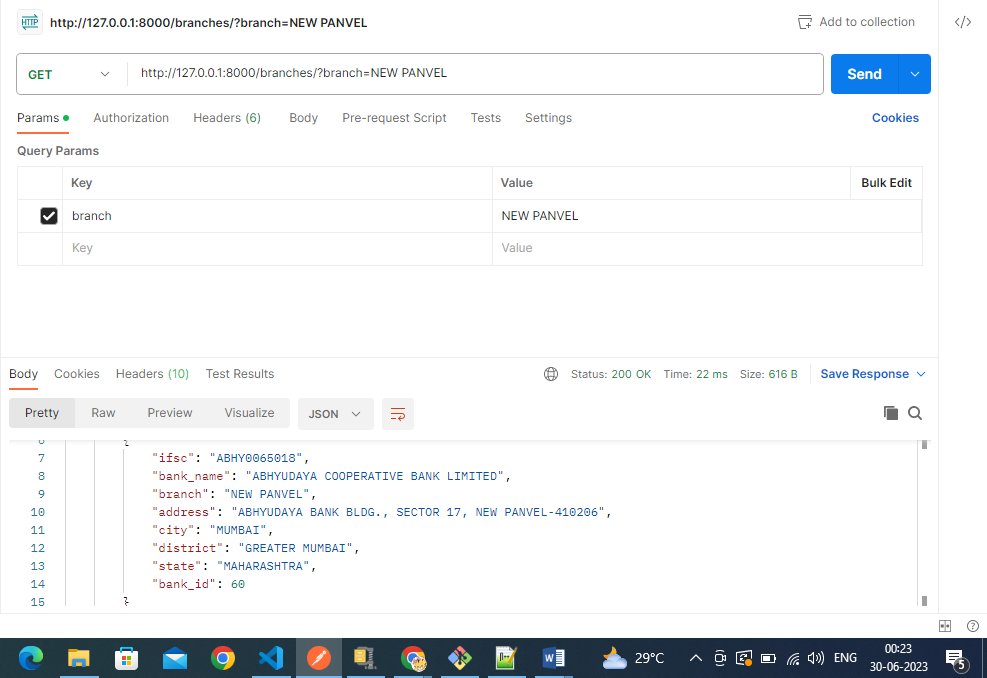 HTTP http://127.0.0.1:8000/branches/?branch=NEW PANVEL Add to collection </>
GET http://127.0.0.1:8000/branches/?branch=NEW PANVEL Send
Params Authorization Headers (6) Body Pre-request Script Tests Settings Cookies
Query Params
Key Value Bulk Edit
branch NEW PANVEL
Key Value
Body Cookies Headers (10) Test Results Status: 200 OK Time: 22 ms Size: 616 B Save Response
Pretty Raw Preview Visualize JSON
6 {
7 "ifsc": "ABHY0065018",
8 "bank_name": "ABHYUDAYA COOPERATIVE BANK LIMITED",
9 "branch": "NEW PANVEL",
10 "address": "ABHYUDAYA BANK BLDG., SECTOR 17, NEW PANVEL-410206",
11 "city": "MUMBAI",
12 "district": "GREATER MUMBAI",
13 "state": "MAHARASHTRA",
14 "bank_id": 60
15 }
29°C ENG 00:23
30-06-2023 5